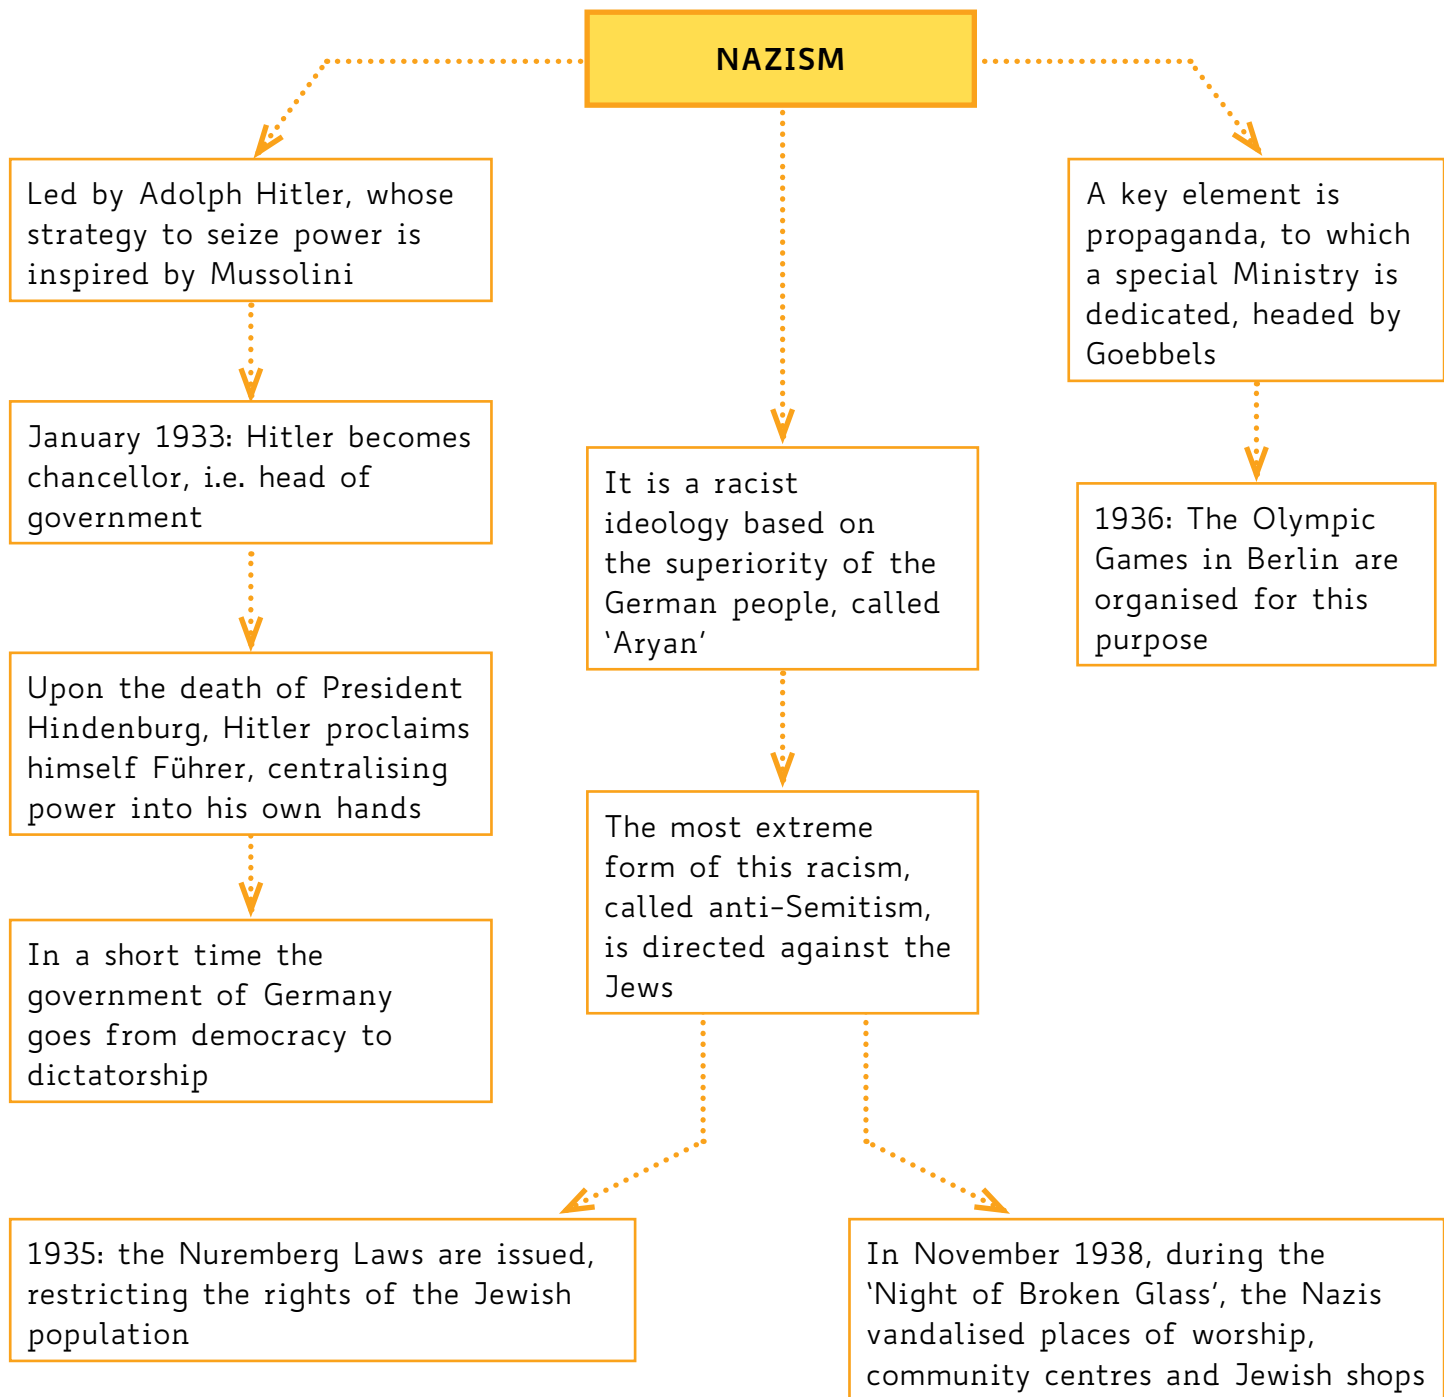 NAZISM
Led by Adolph Hitler, whose
strategy to seize power is
inspired by Mussolini
January 1933: Hitler becomes
chancellor, i.e. head of
government
Upon the death of President
Hindenburg, Hitler proclaims
himself Führer, centralising
power into his own hands
In a short time the
government of Germany
goes from democracy to
dictatorship
It is a racist
ideology based on
the superiority of the
German people, called
‘Aryan’
The most extreme
form of this racism,
called anti-Semitism,
is directed against the
Jews
1935: the Nuremberg Laws are issued,
restricting the rights of the Jewish
population
In November 1938, during the
‘Night of Broken Glass’, the Nazis
vandalised places of worship,
community centres and Jewish shops
A key element is
propaganda, to which
a special Ministry is
dedicated, headed by
Goebbels
1936: The Olympic
Games in Berlin are
organised for this
purpose